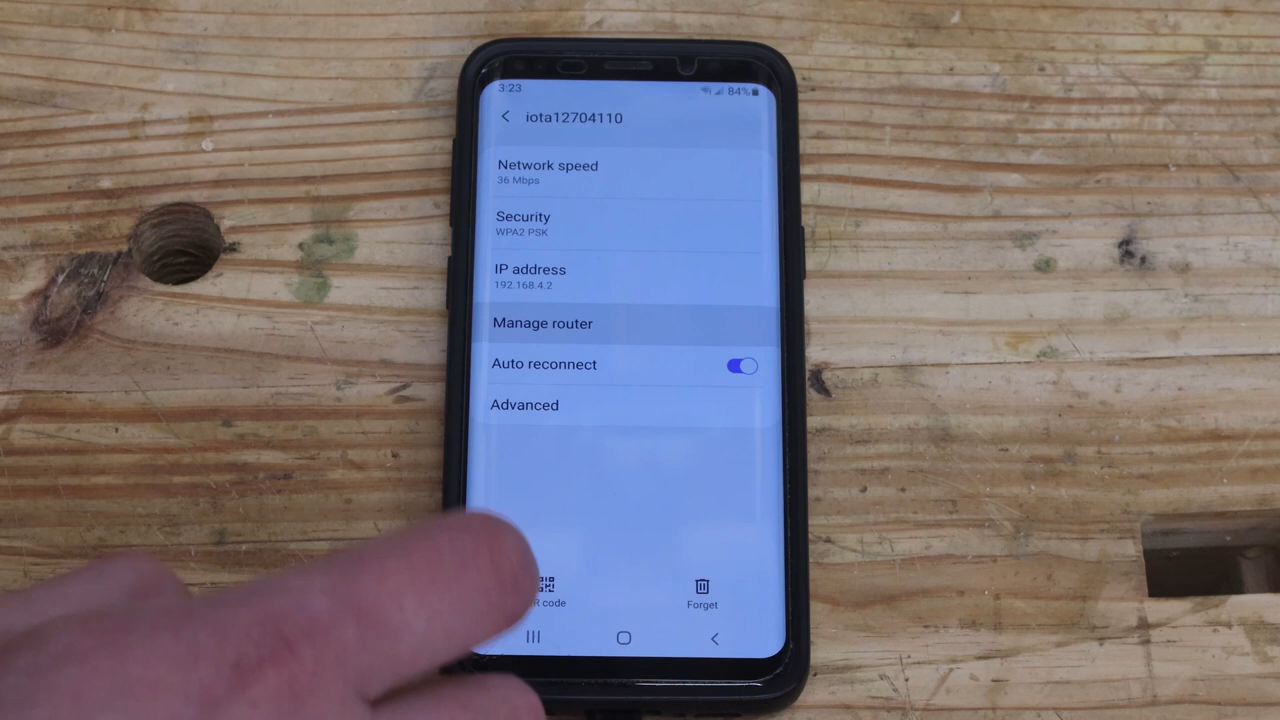 3:23
84%
iota12704110
Network speed
36 Mbps
Security
WPA2 PSK
IP address
192.168.4.2
Manage router
Auto reconnect
Advanced
R code
Forget